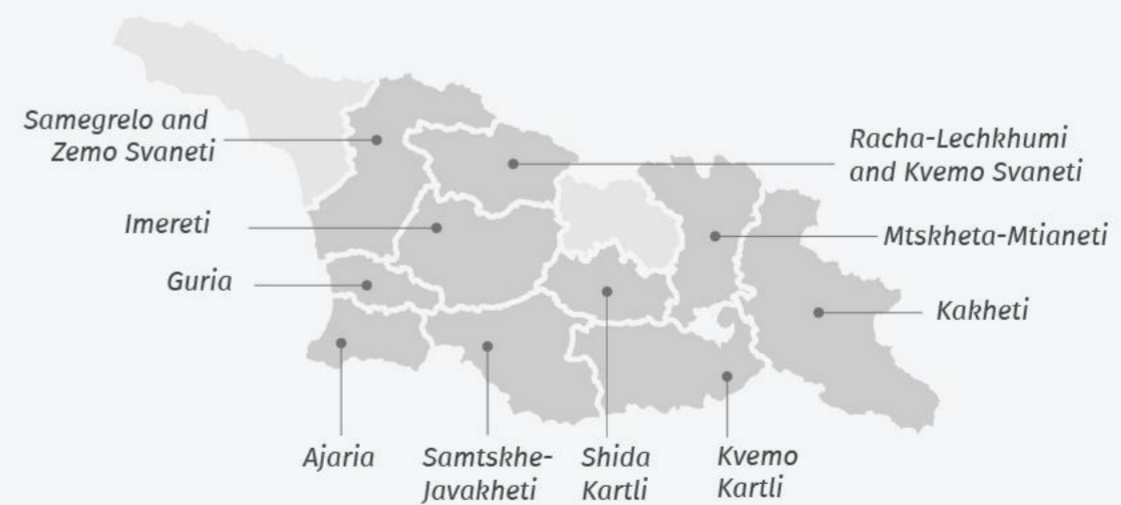 Samegrelo and
Zemo Svaneti
Imereti
Guria
Ajaria
Samtskhe-
Javakheti
Shida
Kartli
Kvemo
Kartli
Racha-Lechkhumi
and Kvemo Svaneti
Mtskheta-Mtianeti
Kakheti